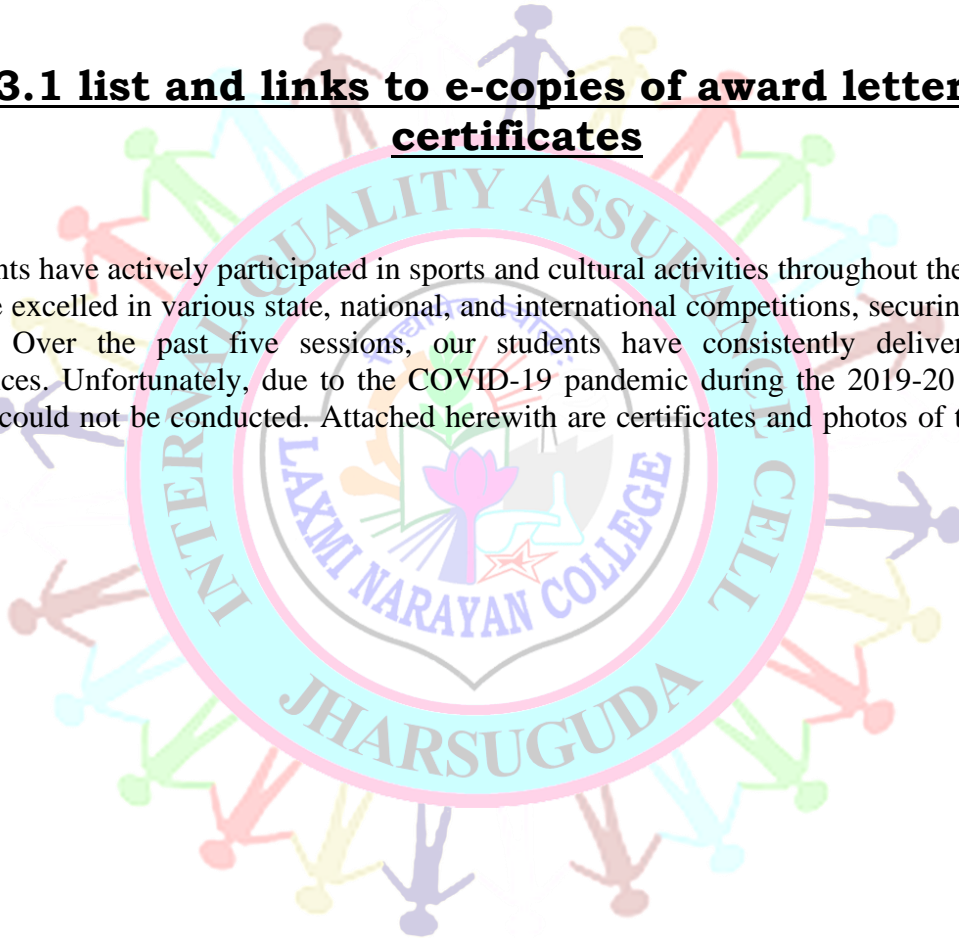 3.1 list and links to e-copies of award letter
certificates
nts have actively participated in sports and cultural activities throughout the
e excelled in various state, national, and international competitions, securin
Over the past five sessions, our students have consistently deliver
ces. Unfortunately, due to the COVID-19 pandemic during the 2019-20
could not be conducted. Attached herewith are certificates and photos of t
INTERNAL QUALITY ASSURANCE CELL
LAXMI NARAYAN COLLEGE
JHARSUGUDA